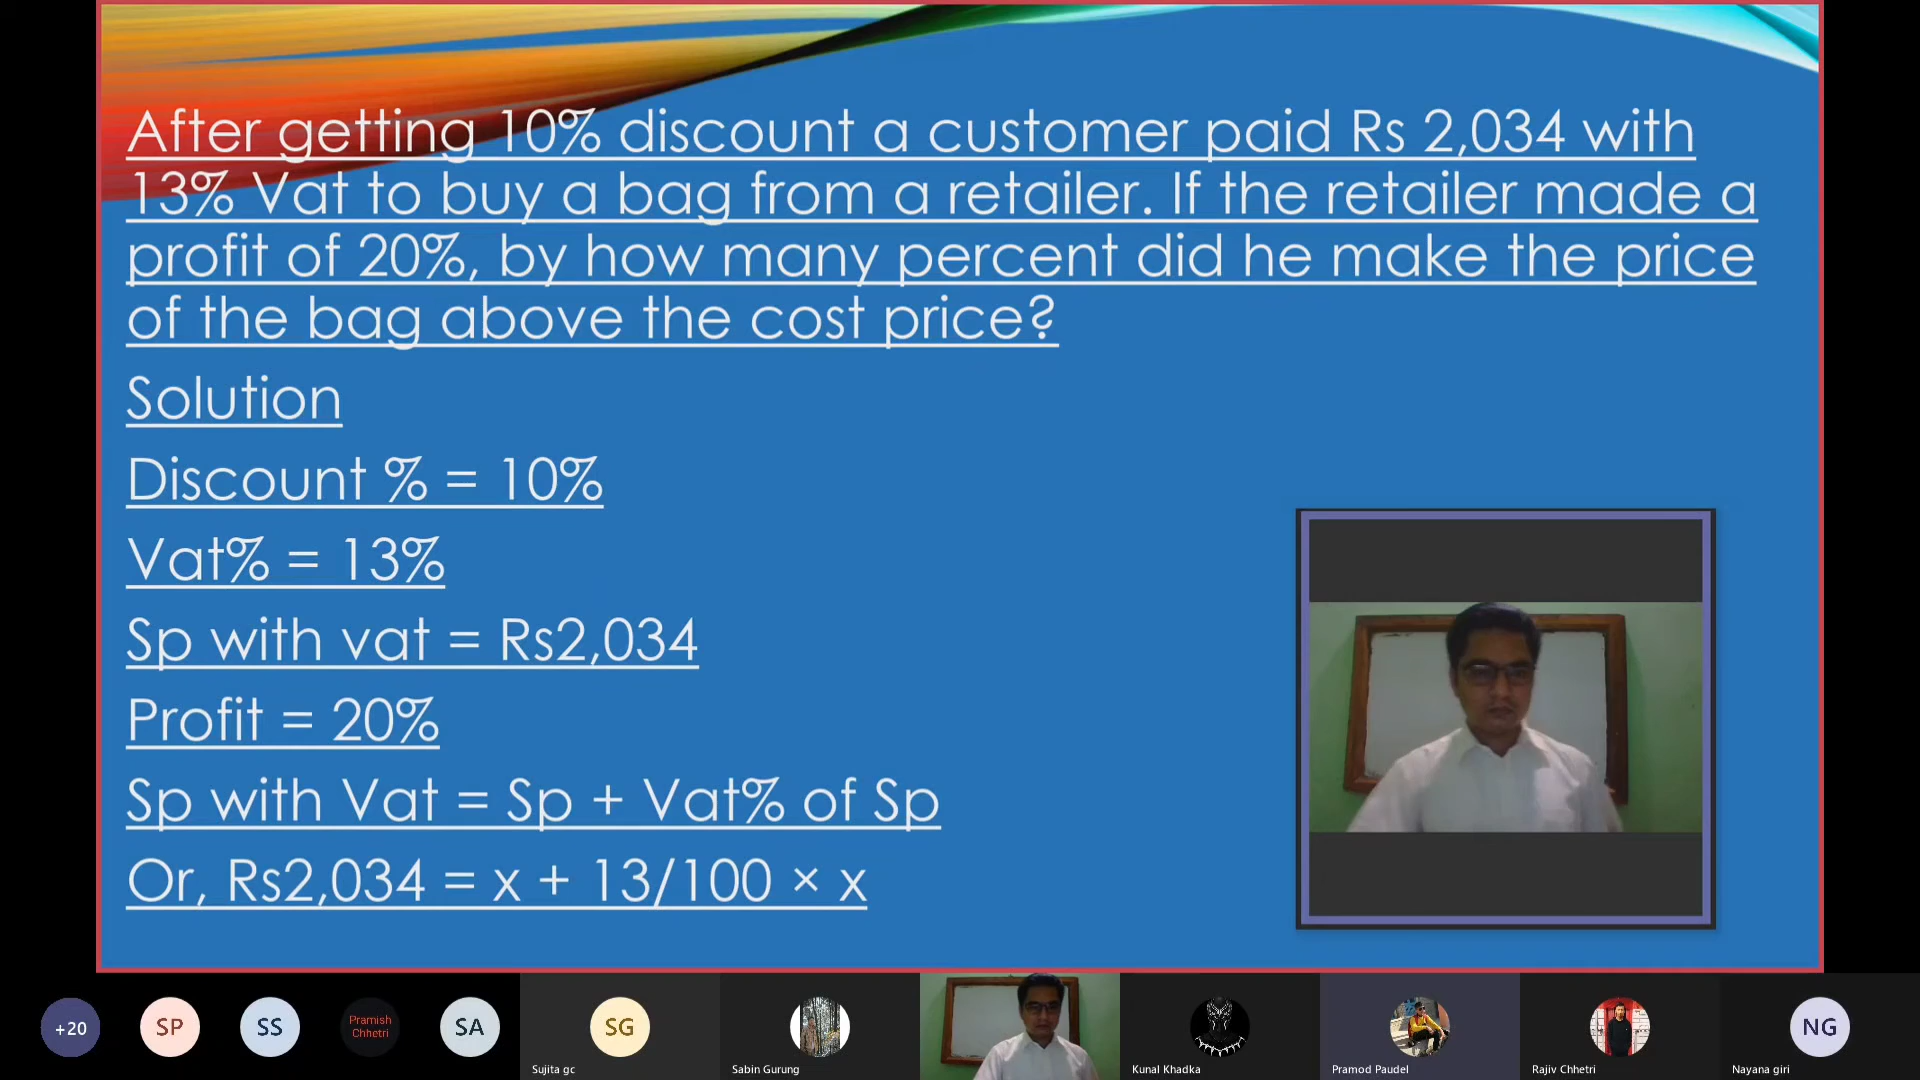 After getting 10% discount a customer paid Rs 2,034 with
13% Vat to buy a bag from a retailer. If the retailer made a
profit of 20%, by how many percent did he make the price
of the bag above the cost price?
Solution
Discount % = 10%
Vat% = 13%
Sp with vat = Rs2,034
Profit = 20%
Sp with Vat = Sp + Vat% of Sp
Or, Rs2,034 = x + 13/100 × x
+20
SP
SS
Pramish
Chhetri
SA
SG
NG
Sujita gc
Sabin Gurung
Kunal Khadka
Pramod Paudel
Rajiv Chhetri
Nayana giri